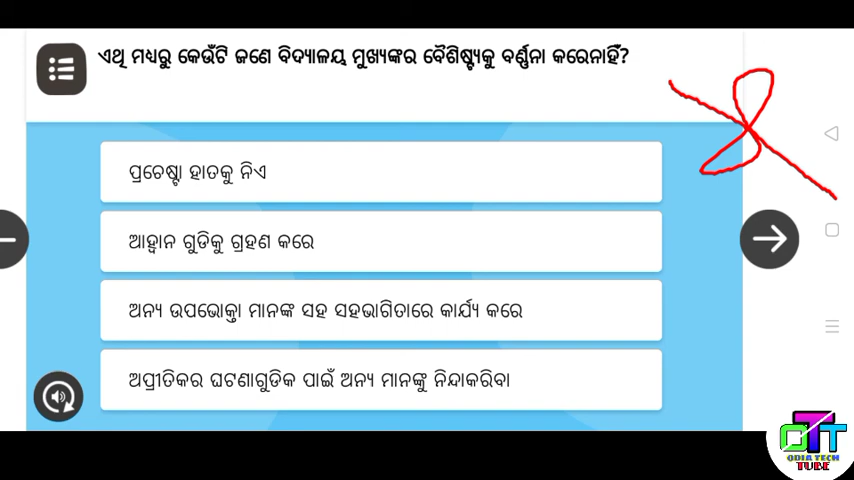 ଏଥି ମଧ୍ୟରୁ କେଉଁଟି ଜଣେ ବିଦ୍ୟାଳୟ ମୁଖ୍ୟଙ୍କର ବୈଶିଷ୍ଟ୍ୟକୁ ବର୍ଣ୍ଣନା କରେନାହିଁ?
ପ୍ରଚେଷ୍ଟା ହାତକୁ ନିଏ
ଆହ୍ୱାନ ଗୁଡିକୁ ଗ୍ରହଣ କରେ
ଅନ୍ୟ ଉପଭୋକ୍ତା ମାନଙ୍କ ସହ ସହଭାଗିତାରେ କାର୍ଯ୍ୟ କରେ
ଅପ୍ରୀତିକର ଘଟଣାଗୁଡିକ ପାଇଁ ଅନ୍ୟ ମାନଙ୍କୁ ନିନ୍ଦାକରିବା
OTT
ODIA TECH
TUBE